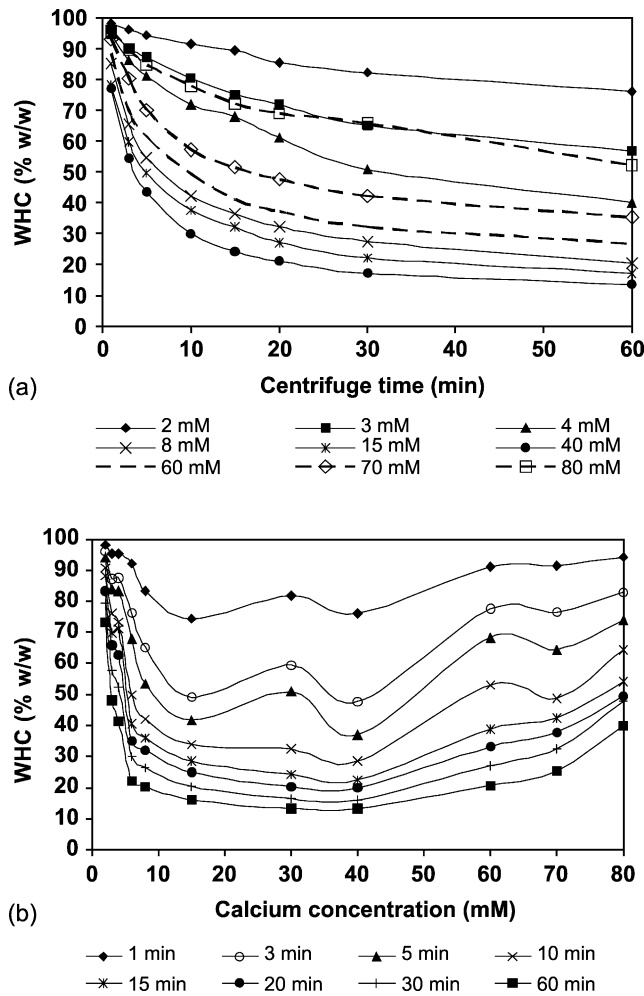 100
90
80
70
60
50
40
30
20
10
0
WHC (% w/w)
0 10 20 30 40 50 60
(a)
Centrifuge time (min)
2 mM 3 mM 4 mM
8 mM 15 mM 40 mM
60 mM 70 mM 80 mM
100
90
80
70
60
50
40
30
20
10
0
WHC (% w/w)
0 10 20 30 40 50 60 70 80
(b)
Calcium concentration (mM)
1 min 3 min 5 min 10 min
15 min 20 min 30 min 60 min